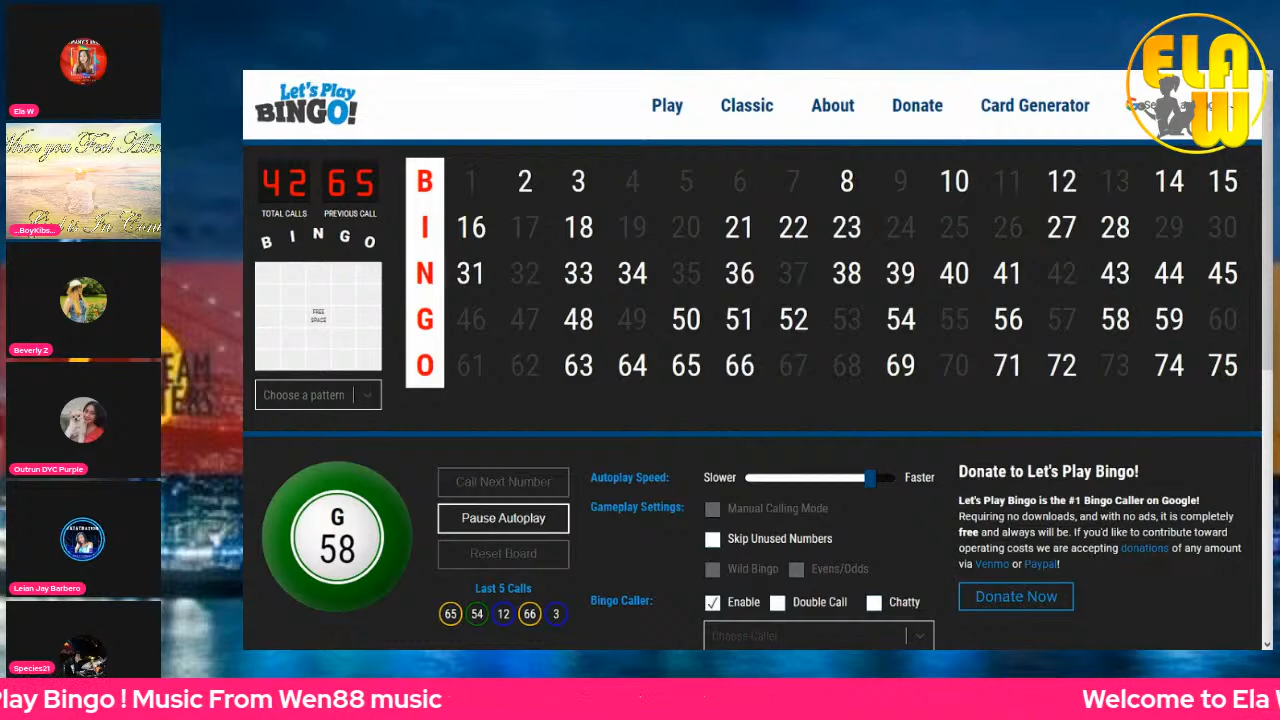 Ela W
When you Feel Alone
God is In Cont
...BoyKibs...
Beverly Z
Outrun DYC Purple
Leian Jay Barbero
Species21
Let's Play
BINGO!
Play Classic About Donate Card Generator
ELA
W
42 65
TOTAL CALLS PREVIOUS CALL
B I N G O
FREE
SPACE
Choose a pattern
B 1 2 3 4 5 6 7 8 9 10 11 12 13 14 15
I 16 17 18 19 20 21 22 23 24 25 26 27 28 29 30
N 31 32 33 34 35 36 37 38 39 40 41 42 43 44 45
G 46 47 48 49 50 51 52 53 54 55 56 57 58 59 60
O 61 62 63 64 65 66 67 68 69 70 71 72 73 74 75
G
58
Call Next Number
Pause Autoplay
Reset Board
Last 5 Calls
65 54 12 66 3
Autoplay Speed: Slower Faster
Gameplay Settings: Manual Calling Mode
Skip Unused Numbers
Wild Bingo Evens/Odds
Bingo Caller: Enable Double Call Chatty
Choose Caller
Donate to Let's Play Bingo!
Let's Play Bingo is the #1 Bingo Caller on Google!
Requiring no downloads, and with no ads, it is completely
free and always will be. If you'd like to contribute toward
operating costs we are accepting donations of any amount
via Venmo or Paypal!
Donate Now
Play Bingo ! Music From Wen88 music
Welcome to Ela W